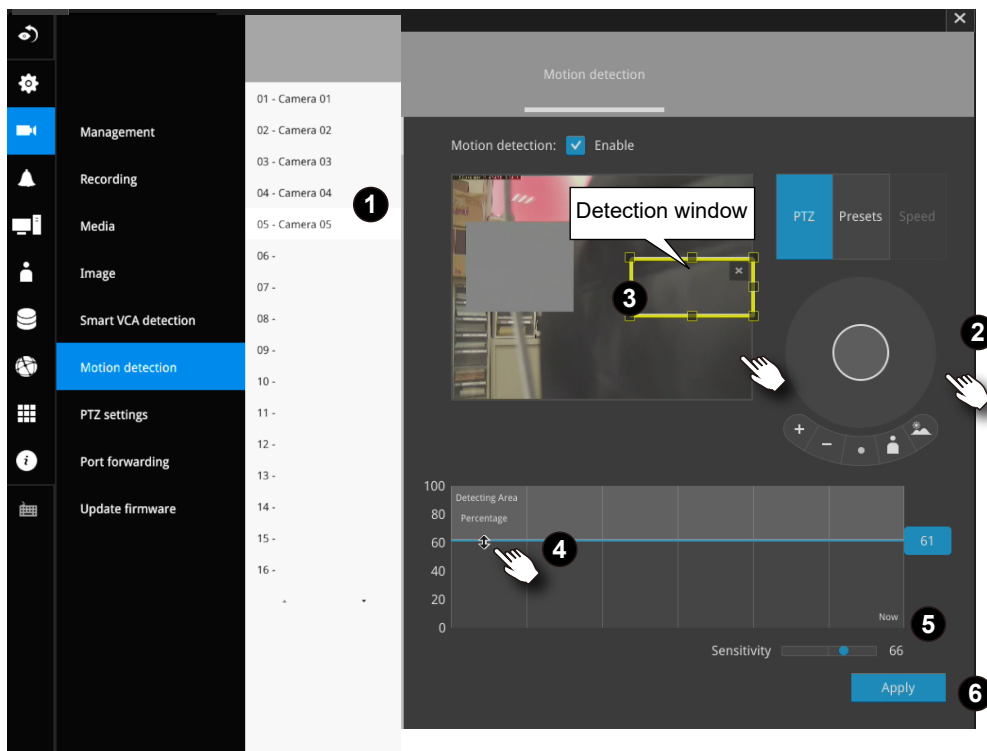 Motion detection
01 - Camera 01
02 - Camera 02
03 - Camera 03
04 - Camera 04
05 - Camera 05
06 -
07 -
08 -
09 -
10 -
11 -
12 -
13 -
14 -
15 -
16 -
Management
Recording
Media
Image
Smart VCA detection
Motion detection
PTZ settings
Port forwarding
Update firmware
i
1
Motion detection: Enable
Detection window
3
PTZ Presets Speed
2
100
80
60
40
20
0
Detecting Area
Percentage
4
61
Now
5
Sensitivity 66
Apply
6